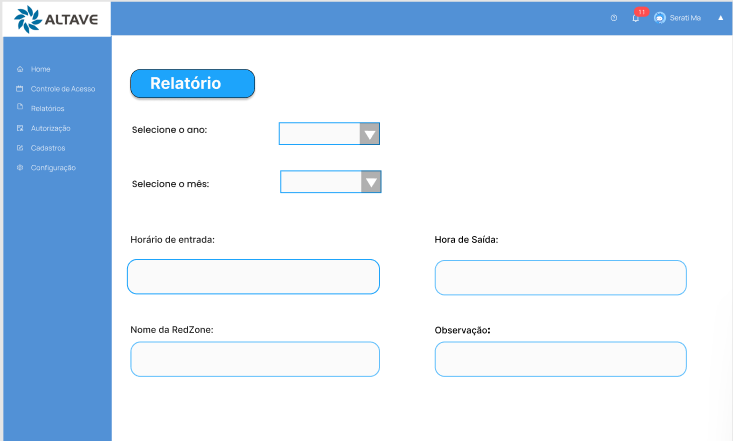 ALTAVE
11
Serati Ma
Home
Controle de Acesso
Relatórios
Autorização
Cadastros
Configuração
Relatório
Selecione o ano:
Selecione o mês:
Horário de entrada:
Hora de Saída:
Nome da RedZone:
Observação: